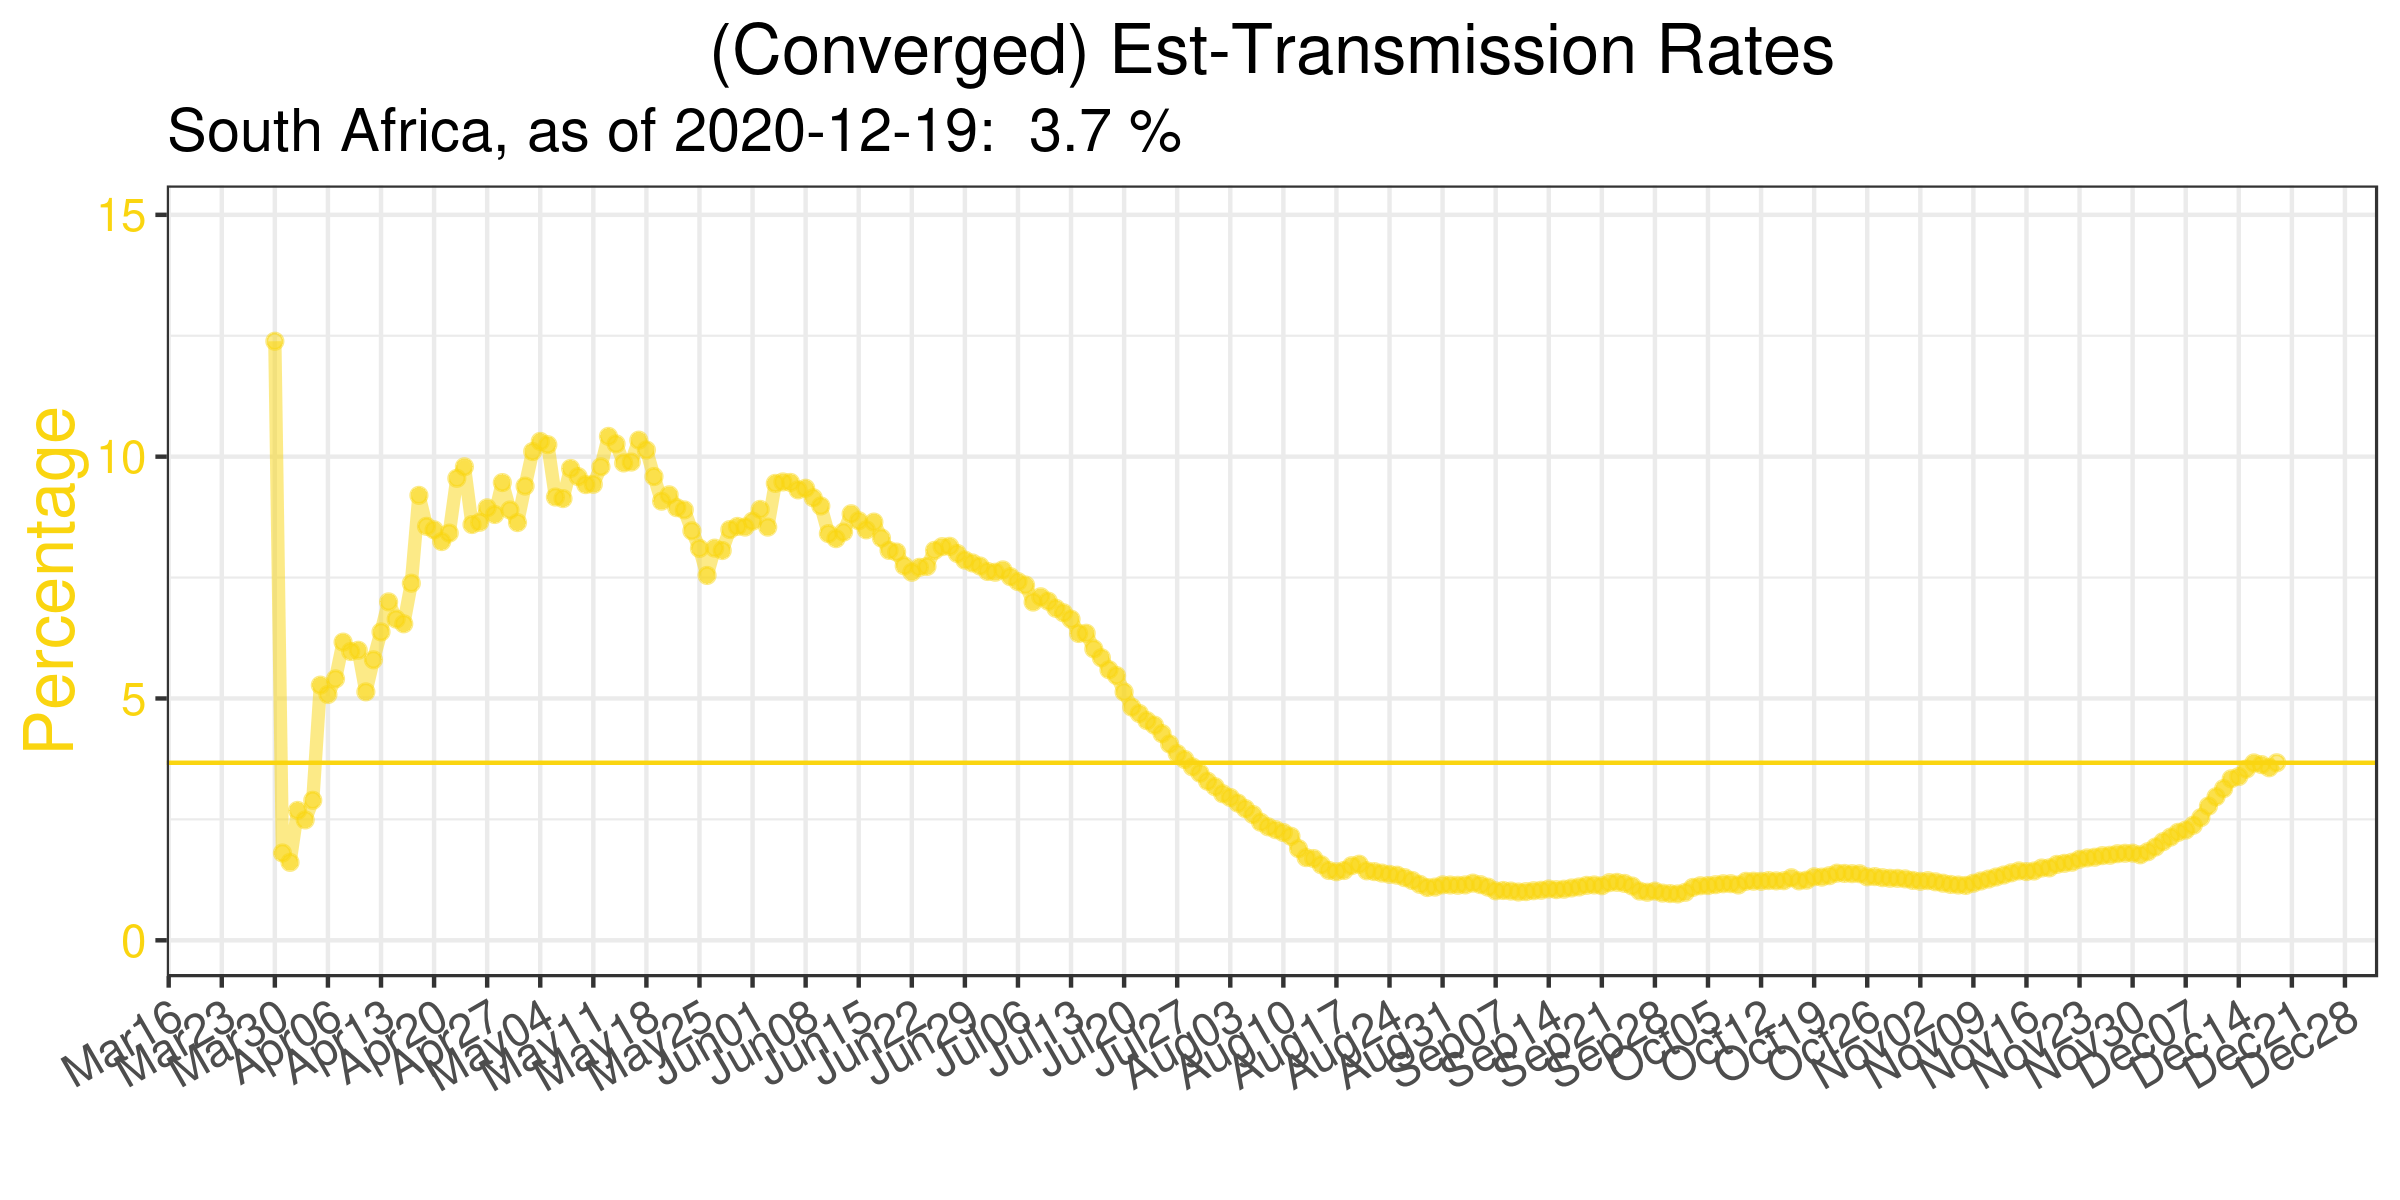 (Converged) Est-Transmission Rates
South Africa, as of 2020-12-19:  3.7 %
Percentage
15
10
5
0
Mar16
Mar23
Mar30
Apr06
Apr13
Apr20
Apr27
May04
May11
May18
May25
Jun01
Jun08
Jun15
Jun22
Jun29
Jul06
Jul13
Jul20
Jul27
Aug03
Aug10
Aug17
Aug24
Aug31
Sep07
Sep14
Sep21
Sep28
Oct05
Oct12
Oct19
Oct26
Nov02
Nov09
Nov16
Nov23
Nov30
Dec07
Dec14
Dec21
Dec28